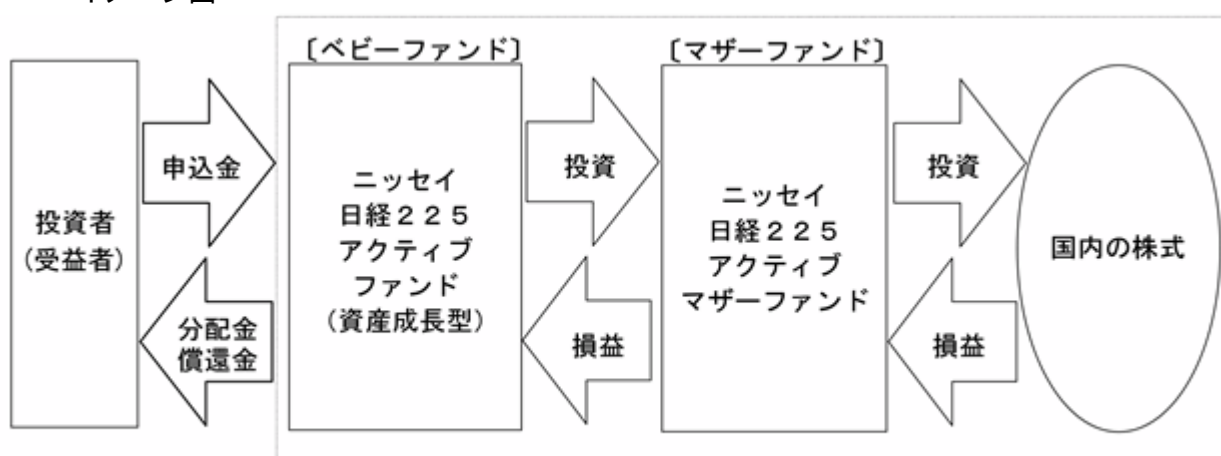 〔ベビーファンド〕
〔マザーファンド〕
投資者
(受益者)
申込金
分配金
償還金
ニッセイ
日経２２５
アクティブ
ファンド
(資産成長型)
投資
損益
ニッセイ
日経２２５
アクティブ
マザーファンド
投資
損益
国内の株式